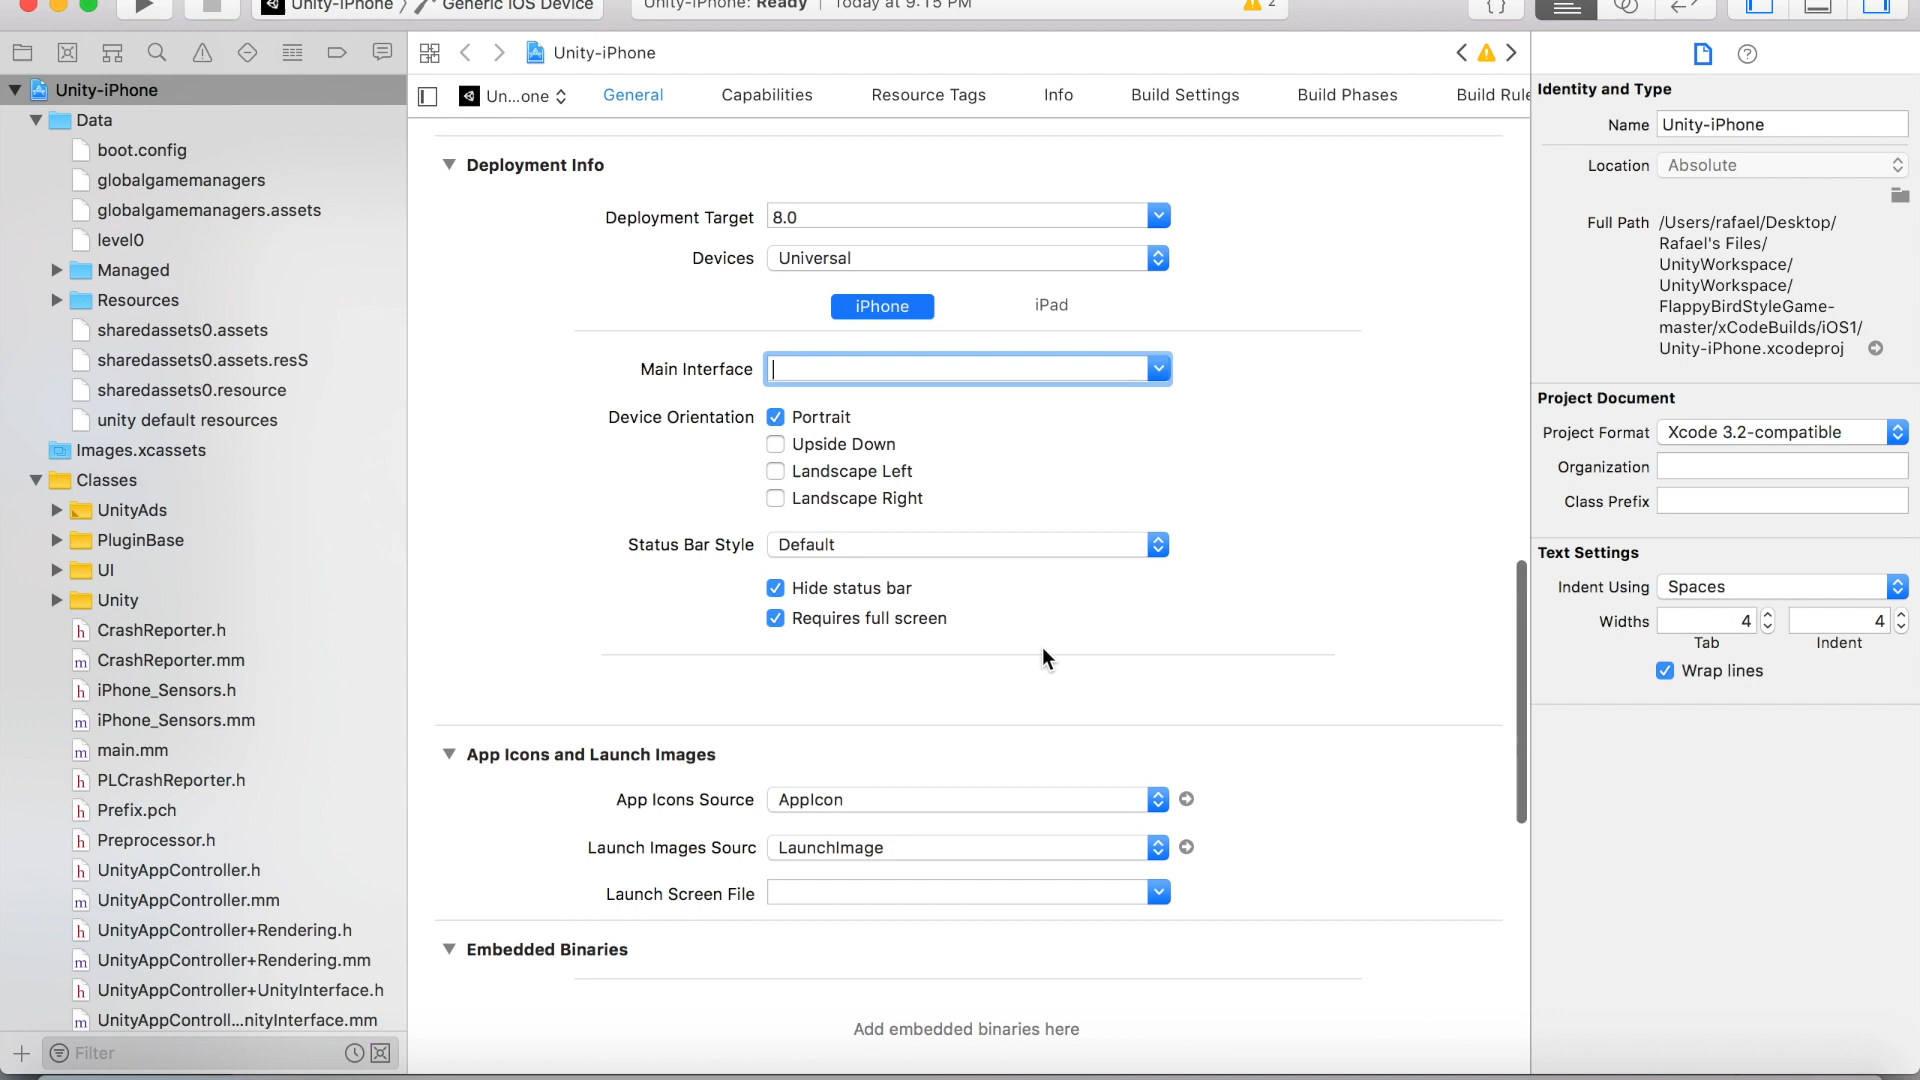 Unity-iPhone
Generic iOS Device
Unity-iPhone: Ready
Today at 9:15 PM
2
Unity-iPhone
Unity-iPhone
Un...one
General
Capabilities
Resource Tags
Info
Build Settings
Build Phases
Build Rule
Data
boot.config
globalgamemanagers
globalgamemanagers.assets
level0
Managed
Resources
sharedassets0.assets
sharedassets0.assets.resS
sharedassets0.resource
unity default resources
Images.xcassets
Classes
UnityAds
PluginBase
UI
Unity
h CrashReporter.h
m CrashReporter.mm
h iPhone_Sensors.h
m iPhone_Sensors.mm
m main.mm
h PLCrashReporter.h
h Prefix.pch
h Preprocessor.h
h UnityAppController.h
m UnityAppController.mm
h UnityAppController+Rendering.h
m UnityAppController+Rendering.mm
h UnityAppController+UnityInterface.h
m UnityAppControll...nityInterface.mm
Filter
Deployment Info
Deployment Target 8.0
Devices Universal
iPhone iPad
Main Interface
Device Orientation Portrait
Upside Down
Landscape Left
Landscape Right
Status Bar Style Default
Hide status bar
Requires full screen
App Icons and Launch Images
App Icons Source AppIcon
Launch Images Sourc LaunchImage
Launch Screen File
Embedded Binaries
Add embedded binaries here
Identity and Type
Name Unity-iPhone
Location Absolute
Full Path /Users/rafael/Desktop/
Rafael's Files/
UnityWorkspace/
UnityWorkspace/
FlappyBirdStyleGame-
master/xCodeBuilds/iOS1/
Unity-iPhone.xcodeproj
Project Document
Project Format Xcode 3.2-compatible
Organization
Class Prefix
Text Settings
Indent Using Spaces
Widths 4 4
Tab Indent
Wrap lines